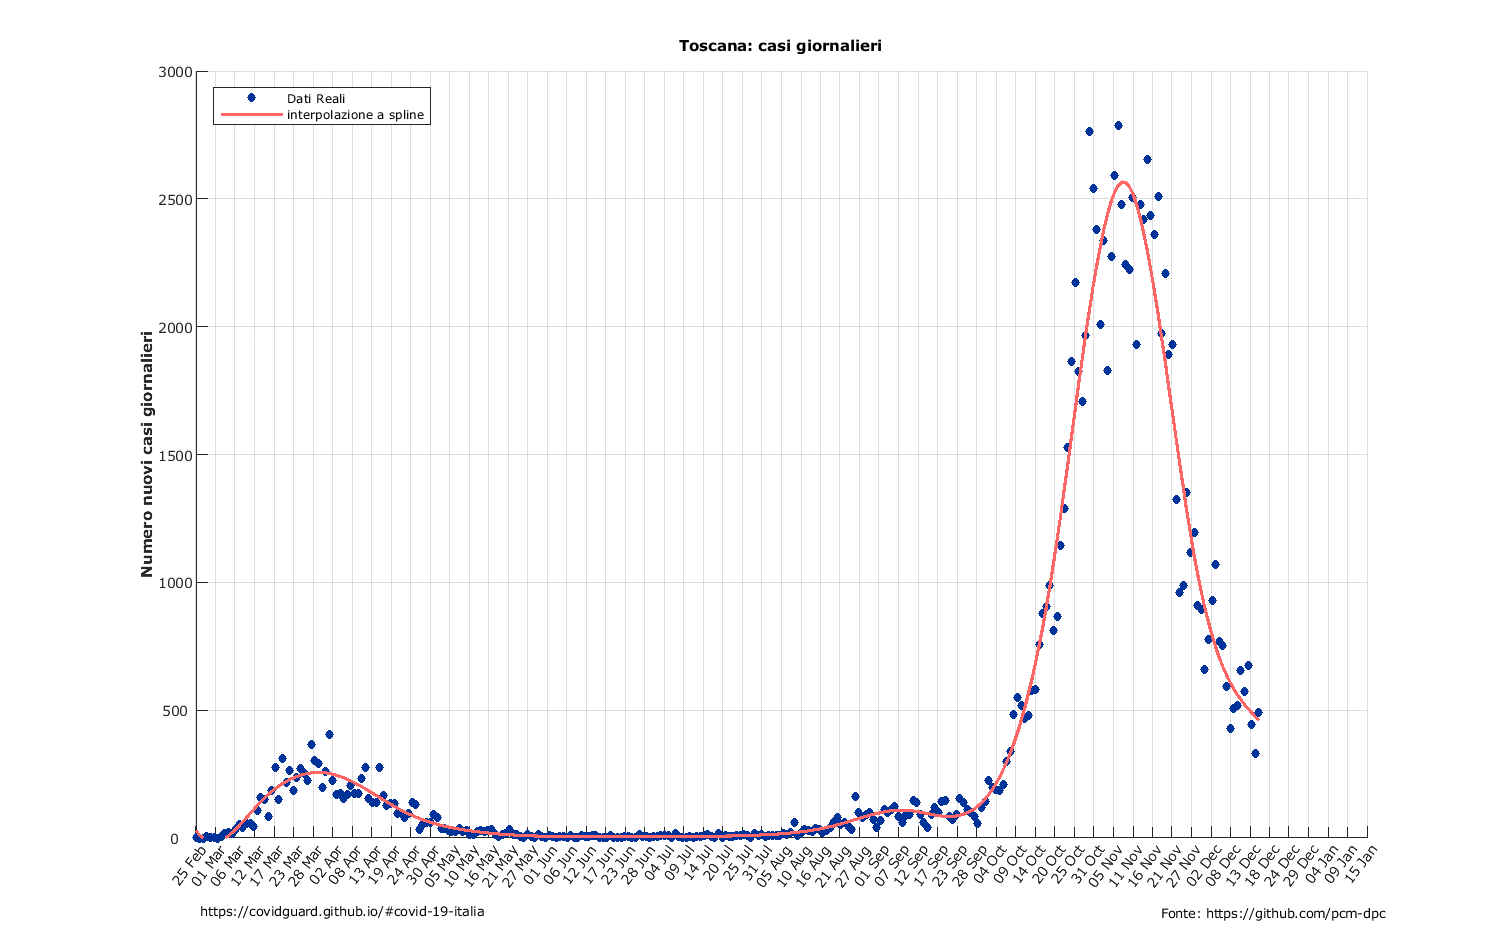 Toscana: casi giornalieri
Dati Reali
interpolazione a spline
Numero nuovi casi giornalieri
3000
2500
2000
1500
1000
500
0
25 Feb
01 Mar
06 Mar
12 Mar
17 Mar
23 Mar
28 Mar
02 Apr
08 Apr
13 Apr
19 Apr
24 Apr
30 Apr
05 May
10 May
16 May
21 May
27 May
01 Jun
06 Jun
12 Jun
17 Jun
23 Jun
28 Jun
04 Jul
09 Jul
14 Jul
20 Jul
25 Jul
31 Jul
05 Aug
10 Aug
16 Aug
21 Aug
27 Aug
01 Sep
07 Sep
12 Sep
17 Sep
23 Sep
28 Sep
04 Oct
09 Oct
14 Oct
20 Oct
25 Oct
31 Oct
05 Nov
11 Nov
16 Nov
21 Nov
27 Nov
02 Dec
08 Dec
13 Dec
18 Dec
24 Dec
29 Dec
04 Jan
09 Jan
15 Jan
https://covidguard.github.io/#covid-19-italia
Fonte: https://github.com/pcm-dpc